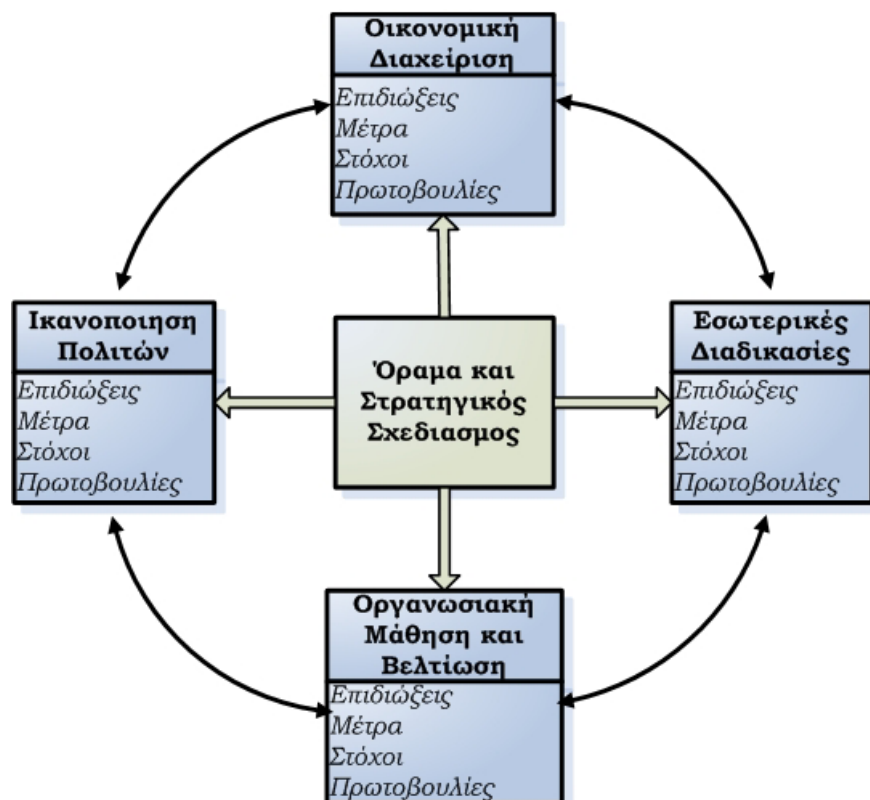 Οικονομική
Διαχείριση
Επιδιώξεις
Μέτρα
Στόχοι
Πρωτοβουλίες
Ικανοποιηση
Πολιτών
Επιδιώξεις
Μέτρα
Στόχοι
Πρωτοβουλίες
Όραμα και
Στρατηγικός
Σχεδιασμος
Εσωτερικές
Διαδικασίες
Επιδιώξεις
Μέτρα
Στόχοι
Πρωτοβουλίες
Οργανωσιακή
Μάθηση και
Βελτίωση
Επιδιώξεις
Μέτρα
Στόχοι
Πρωτοβουλίες